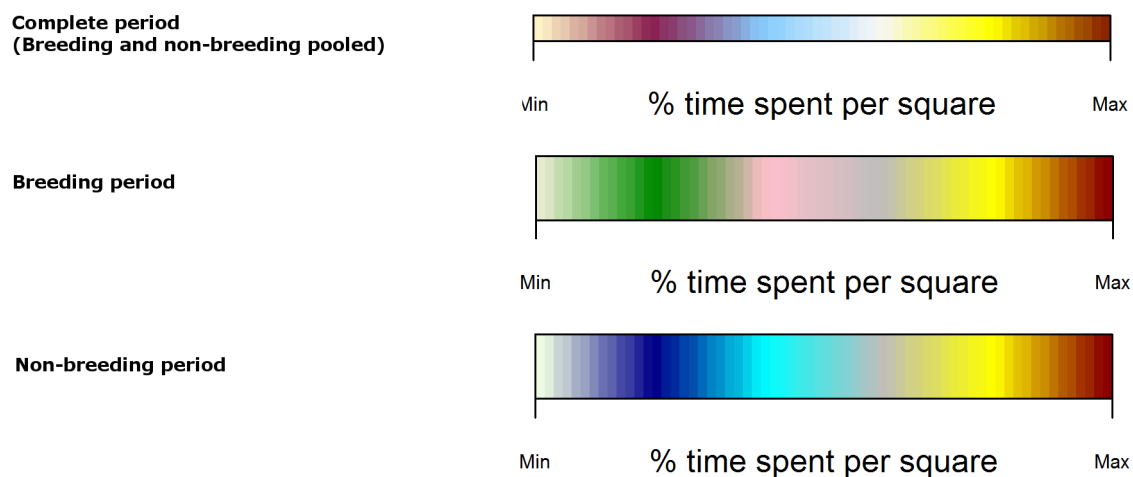 Complete period
(Breeding and non-breeding pooled)
Min % time spent per square Max
Breeding period
Min % time spent per square Max
Non-breeding period
Min % time spent per square Max